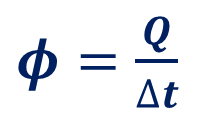 ϕ = Q / Δt